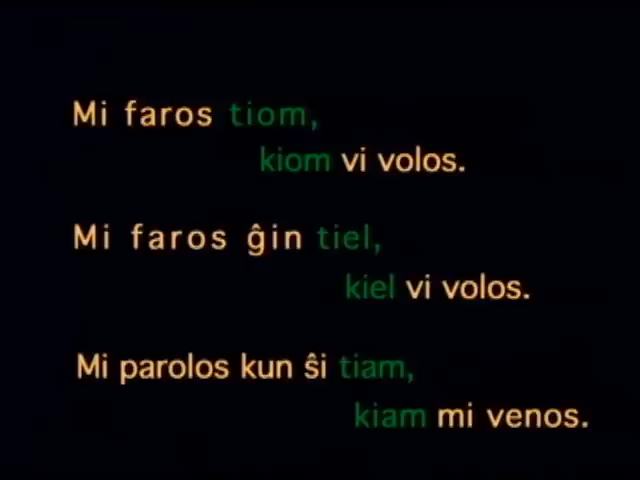 Mi faros tiom,
kiom vi volos.
Mi faros ĝin tiel,
kiel vi volos.
Mi parolos kun ŝi tiam,
kiam mi venos.